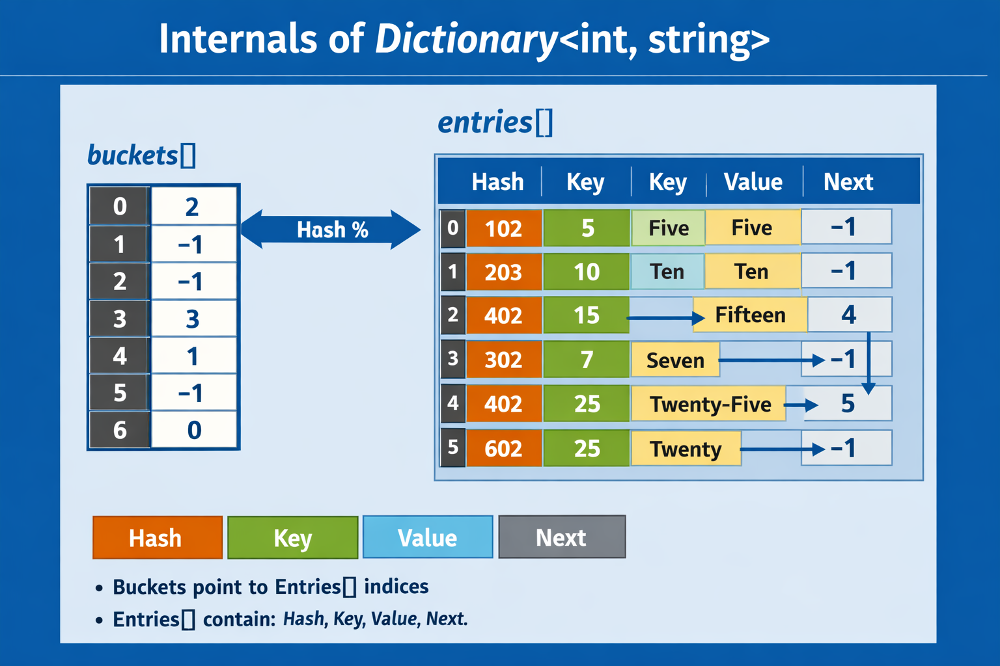 Internals of Dictionary<int, string>
buckets[]
0 2
1 −1
2 −1
3 3
4 1
5 −1
6 0
Hash %
entries[]
Hash Key Key Value Next
0 102 5 Five Five −1
1 203 10 Ten Ten −1
2 402 15 Fifteen 4
3 302 7 Seven −1
4 402 25 Twenty-Five 5
5 602 25 Twenty −1
Hash Key Value Next
• Buckets point to Entries[] indices
• Entries[] contain: Hash, Key, Value, Next.